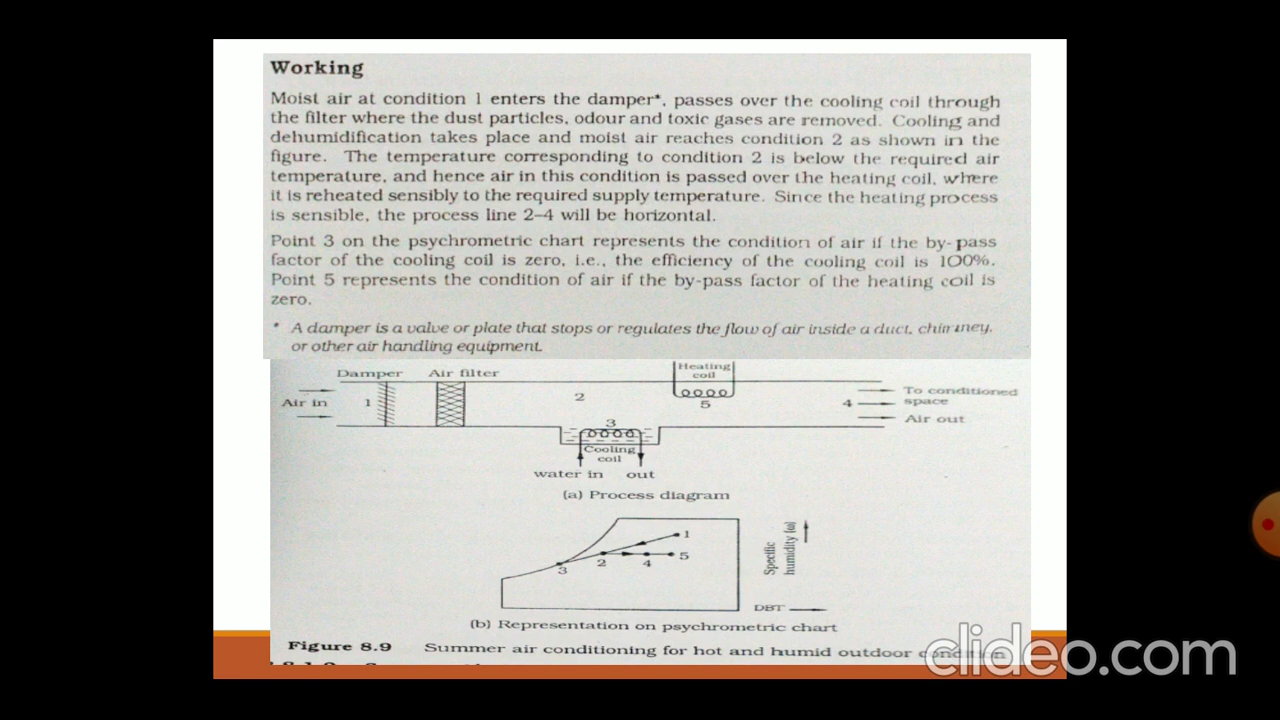 Working
Moist air at condition 1 enters the damper*, passes over the cooling coil through
the filter where the dust particles, odour and toxic gases are removed. Cooling and
dehumidification takes place and moist air reaches condition 2 as shown in the
figure. The temperature corresponding to condition 2 is below the required air
temperature, and hence air in this condition is passed over the heating coil, where
it is reheated sensibly to the required supply temperature. Since the heating process
is sensible, the process line 2–4 will be horizontal.
Point 3 on the psychrometric chart represents the condition of air if the by-pass
factor of the cooling coil is zero, i.e., the efficiency of the cooling coil is 100%.
Point 5 represents the condition of air if the by-pass factor of the heating coil is
zero.
* A damper is a valve or plate that stops or regulates the flow of air inside a duct, chimney,
or other air handling equipment.
Heating
coil
Damper Air filter
Air in 1 2 5 4
To conditioned
space
Air out
3
Cooling
coil
water in out
(a) Process diagram
1
2 4 5
3
Specific
humidity (ω)
DBT
(b) Representation on psychrometric chart
Figure 8.9 Summer air conditioning for hot and humid outdoor condition
clideo.com